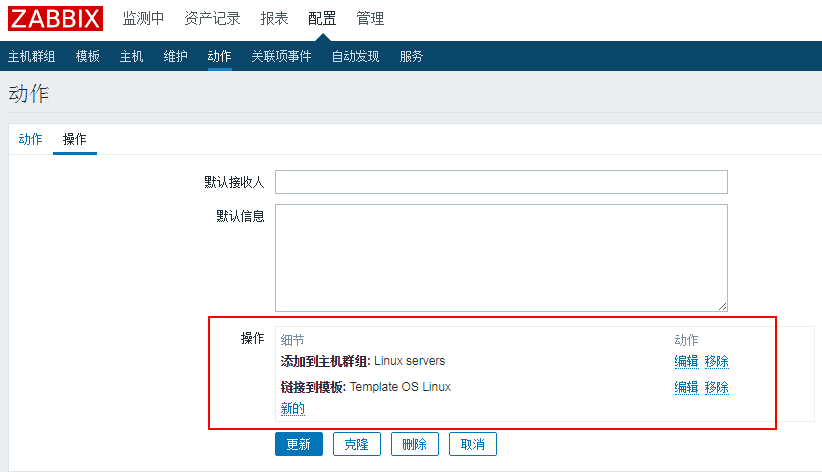 ZABBIX 监测中 资产记录 报表 配置 管理
主机群组 模板 主机 维护 动作 关联项事件 自动发现 服务
动作
动作 操作
默认接收人
默认信息
操作 细节 动作
添加到主机群组: Linux servers 编辑 移除
链接到模板: Template OS Linux 编辑 移除
新的
更新 克隆 删除 取消